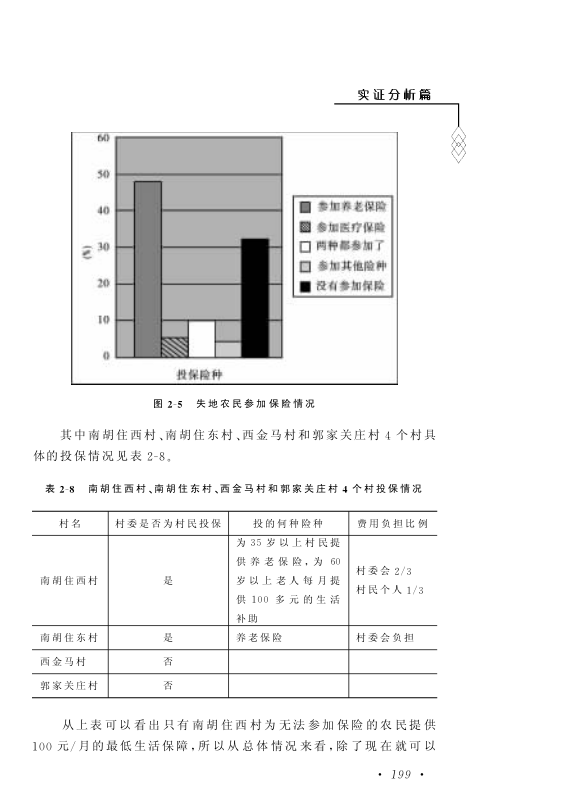 实证分析篇
60
50
40
30
20
10
0
(%)
投保险种
参加养老保险
参加医疗保险
两种都参加了
参加其他险种
没有参加保险
图 2-5 失地农民参加保险情况
其中南胡住西村、南胡住东村、西金马村和郭家关庄村 4 个村具
体的投保情况见表 2-8。
表 2-8 南胡住西村、南胡住东村、西金马村和郭家关庄村 4 个村投保情况
村名 村委是否为村民投保 投的何种险种 费用负担比例
南胡住西村 是
为 35 岁以上村民提
供养老保险,为 60
岁以上老人每月提
供 100 多元的生活
补助
村委会 2/3
村民个人 1/3
南胡住东村 是 养老保险 村委会负担
西金马村 否
郭家关庄村 否
从上表可以看出只有南胡住西村为无法参加保险的农民提供
100 元/月的最低生活保障,所以从总体情况来看,除了现在就可以
· 199 ·